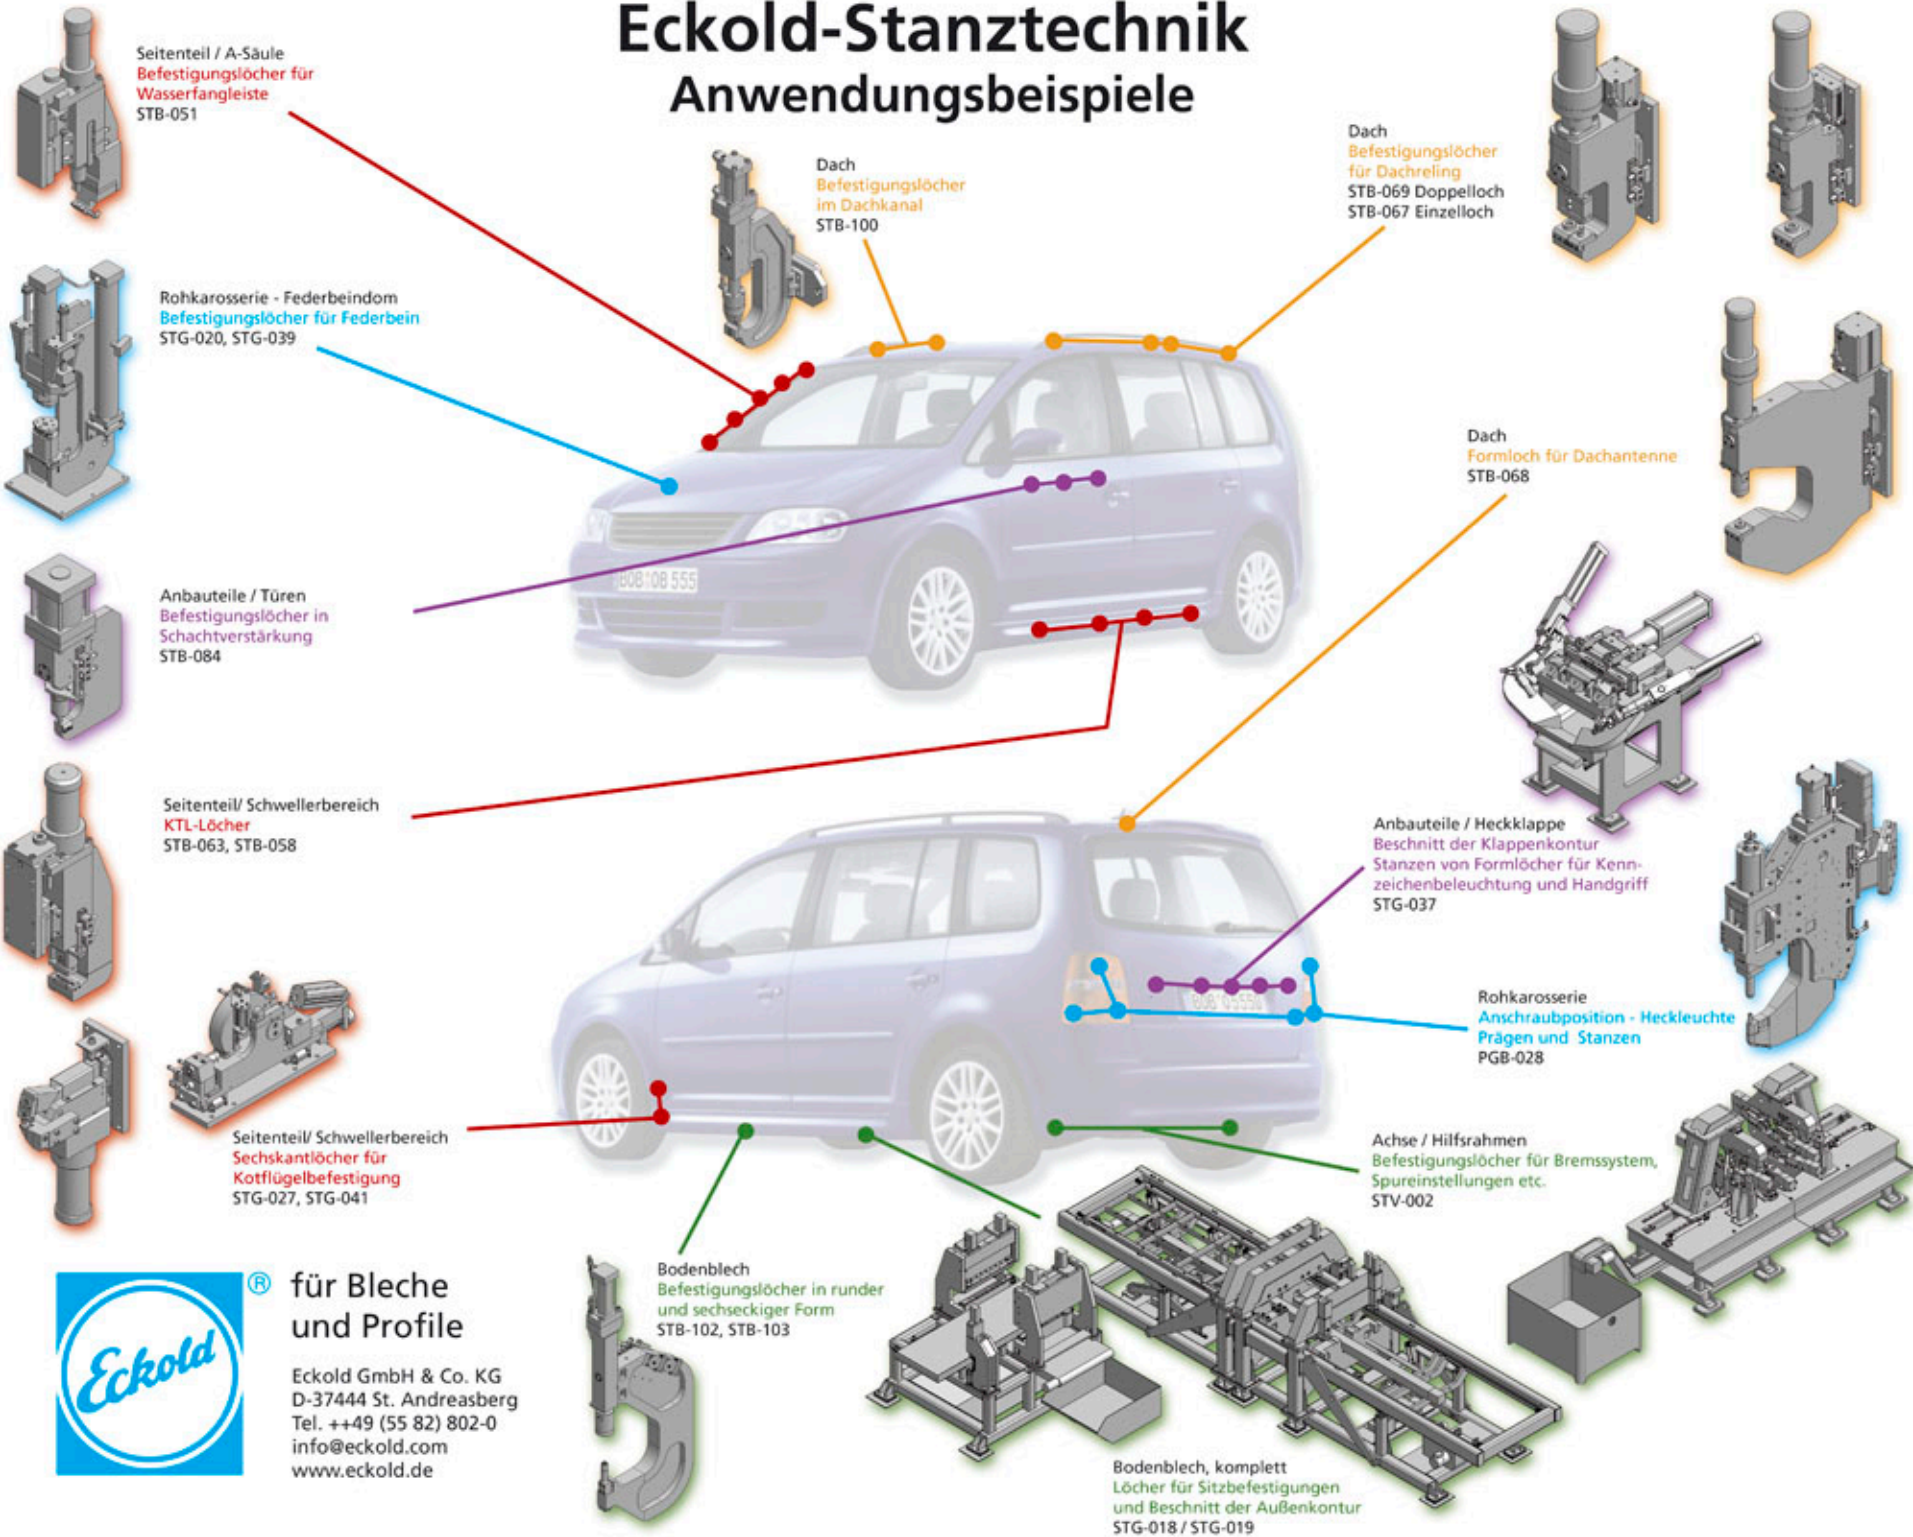 Eckold-Stanztechnik
Anwendungsbeispiele
Seitenteil / A-Säule
Befestigungslöcher für
Wasserfangleiste
STB-051
Dach
Befestigungslöcher
im Dachkanal
STB-100
Dach
Befestigungslöcher
für Dachreling
STB-069 Doppelloch
STB-067 Einzelloch
Rohkarosserie - Federbeindom
Befestigungslöcher für Federbein
STG-020, STG-039
Dach
Formloch für Dachantenne
STB-068
BOB OB 555
Anbauteile / Türen
Befestigungslöcher in
Schachtverstärkung
STB-084
Seitenteil/ Schwellerbereich
KTL-Löcher
STB-063, STB-058
Anbauteile / Heckklappe
Beschnitt der Klappenkontur
Stanzen von Formlöcher für Kenn-
zeichenbeleuchtung und Handgriff
STG-037
Rohkarosserie
Anschraubposition - Heckleuchte
Prägen und Stanzen
PGB-028
Seitenteil/ Schwellerbereich
Sechskantlöcher für
Kotflügelbefestigung
STG-027, STG-041
Achse / Hilfsrahmen
Befestigungslöcher für Bremssystem,
Spureinstellungen etc.
STV-002
Bodenblech
Befestigungslöcher in runder
und sechseckiger Form
STB-102, STB-103
Bodenblech, komplett
Löcher für Sitzbefestigungen
und Beschnitt der Außenkontur
STG-018 / STG-019
Eckold
®
für Bleche
und Profile
Eckold GmbH & Co. KG
D-37444 St. Andreasberg
Tel. ++49 (55 82) 802-0
info@eckold.com
www.eckold.de